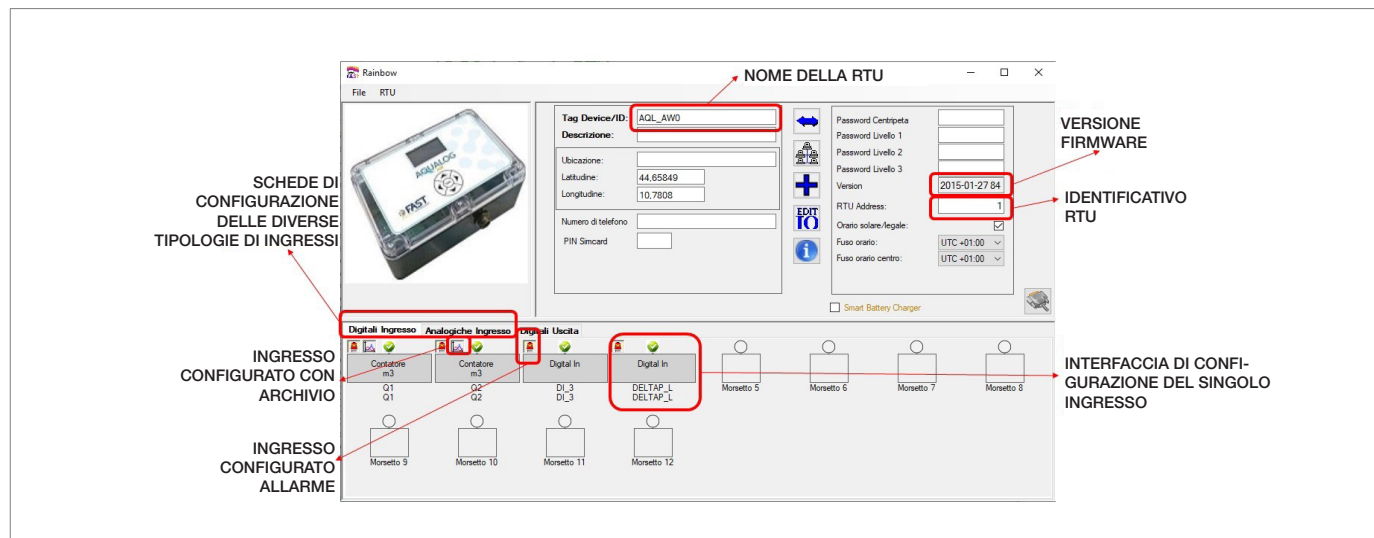 Rainbow
File RTU
NOME DELLA RTU
AQUALOG
FAST
Tag Device/ID: AQL_AW0
Descrizione:
Ubicazione:
Latitudine: 44,65849
Longitudine: 10,7808
Numero di telefono
PIN Simcard
EDIT
IO
Password Centripeta
Password Livello 1
Password Livello 2
Password Livello 3
Version 2015-01-27 84
RTU Address: 1
Orario solare/legale:
Fuso orario: UTC +01:00
Fuso orario centro: UTC +01:00
Smart Battery Charger
VERSIONE
FIRMWARE
IDENTIFICATIVO
RTU
SCHEDE DI
CONFIGURAZIONE
DELLE DIVERSE
TIPOLOGIE DI INGRESSI
Digitali Ingresso Analogiche Ingresso Digitali Uscita
INGRESSO
CONFIGURATO CON
ARCHIVIO
Contatore
m3
Q1
Q1
Contatore
m3
Q2
Q2
Digital In
DI_3
DI_3
Digital In
DELTAP_L
DELTAP_L
Morsetto 5
Morsetto 6
Morsetto 7
Morsetto 8
INTERFACCIA DI CONFI-
GURAZIONE DEL SINGOLO
INGRESSO
INGRESSO
CONFIGURATO
ALLARME
Morsetto 9
Morsetto 10
Morsetto 11
Morsetto 12